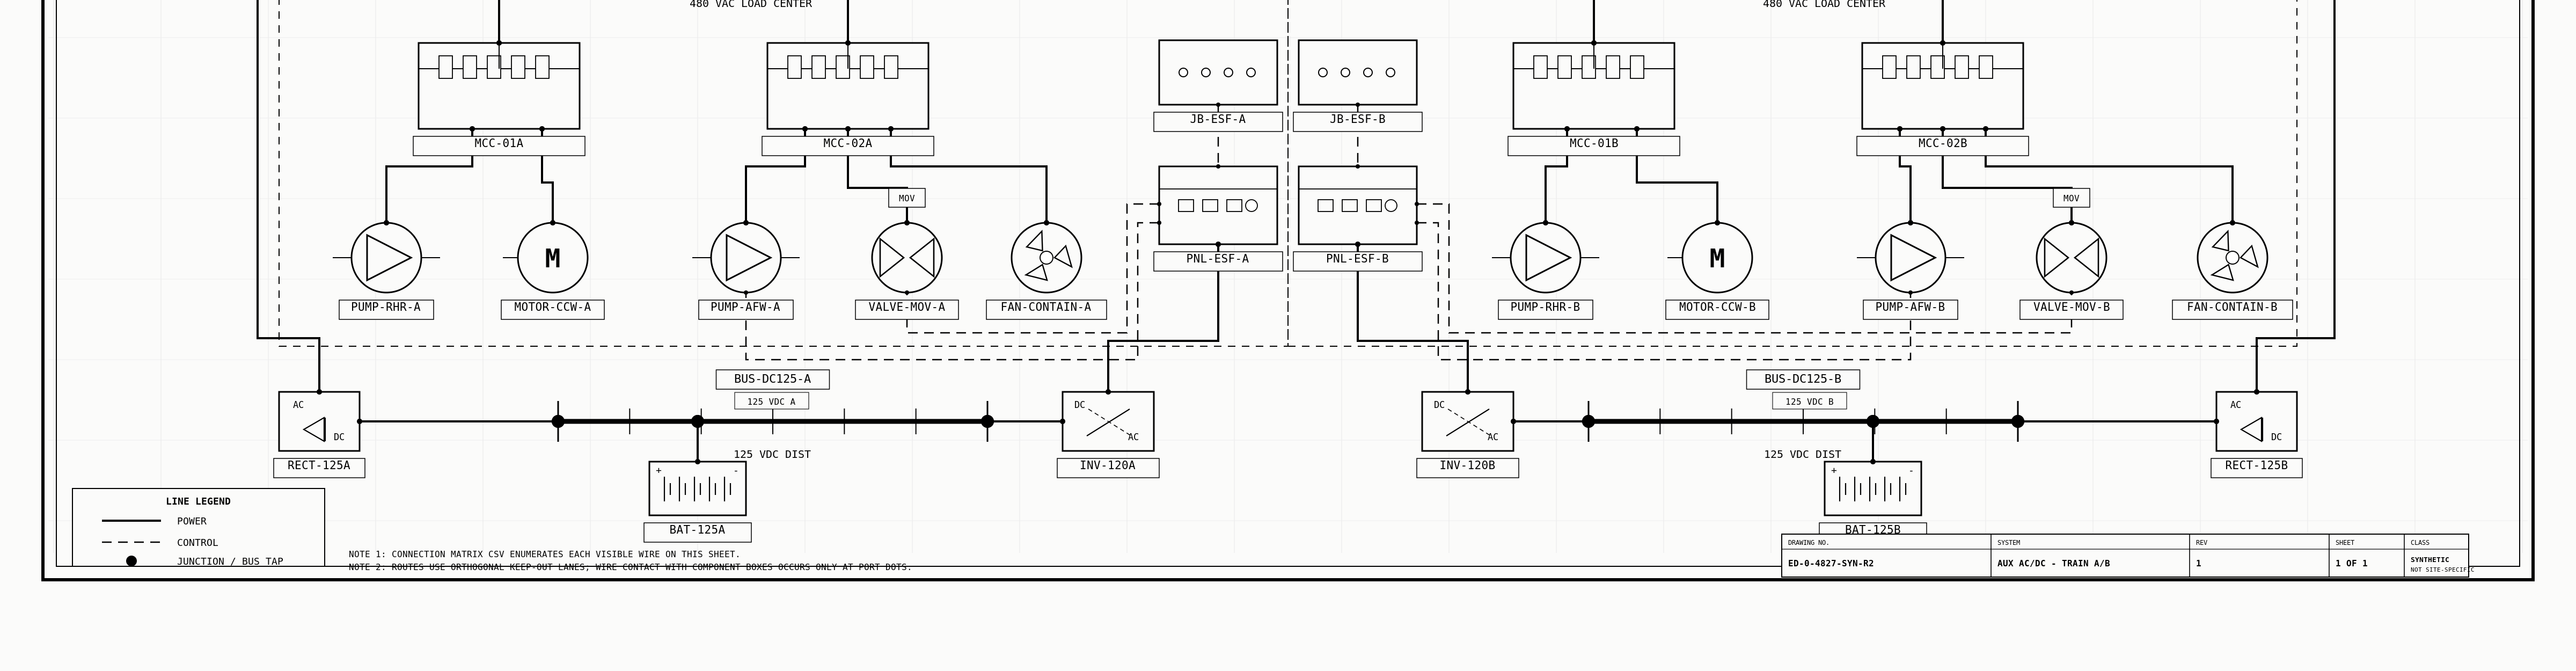 480 VAC LOAD CENTER
480 VAC LOAD CENTER
JB-ESF-A
JB-ESF-B
MCC-01A
MCC-02A
MCC-01B
MCC-02B
MOV
MOV
M
M
PNL-ESF-A
PNL-ESF-B
PUMP-RHR-A
MOTOR-CCW-A
PUMP-AFW-A
VALVE-MOV-A
FAN-CONTAIN-A
PUMP-RHR-B
MOTOR-CCW-B
PUMP-AFW-B
VALVE-MOV-B
FAN-CONTAIN-B
BUS-DC125-A
BUS-DC125-B
125 VDC A
125 VDC B
AC
DC
DC
AC
DC
AC
AC
DC
125 VDC DIST
125 VDC DIST
RECT-125A
INV-120A
INV-120B
RECT-125B
+ -
+ -
BAT-125A
BAT-125B
LINE LEGEND
POWER
CONTROL
JUNCTION / BUS TAP
NOTE 1: CONNECTION MATRIX CSV ENUMERATES EACH VISIBLE WIRE ON THIS SHEET.
NOTE 2: ROUTES USE ORTHOGONAL KEEP-OUT LANES, WIRE CONTACT WITH COMPONENT BOXES OCCURS ONLY AT PORT DOTS.
DRAWING NO.
ED-0-4827-SYN-R2
SYSTEM
AUX AC/DC - TRAIN A/B
REV
1
SHEET
1 OF 1
CLASS
SYNTHETIC
NOT SITE-SPECIFIC